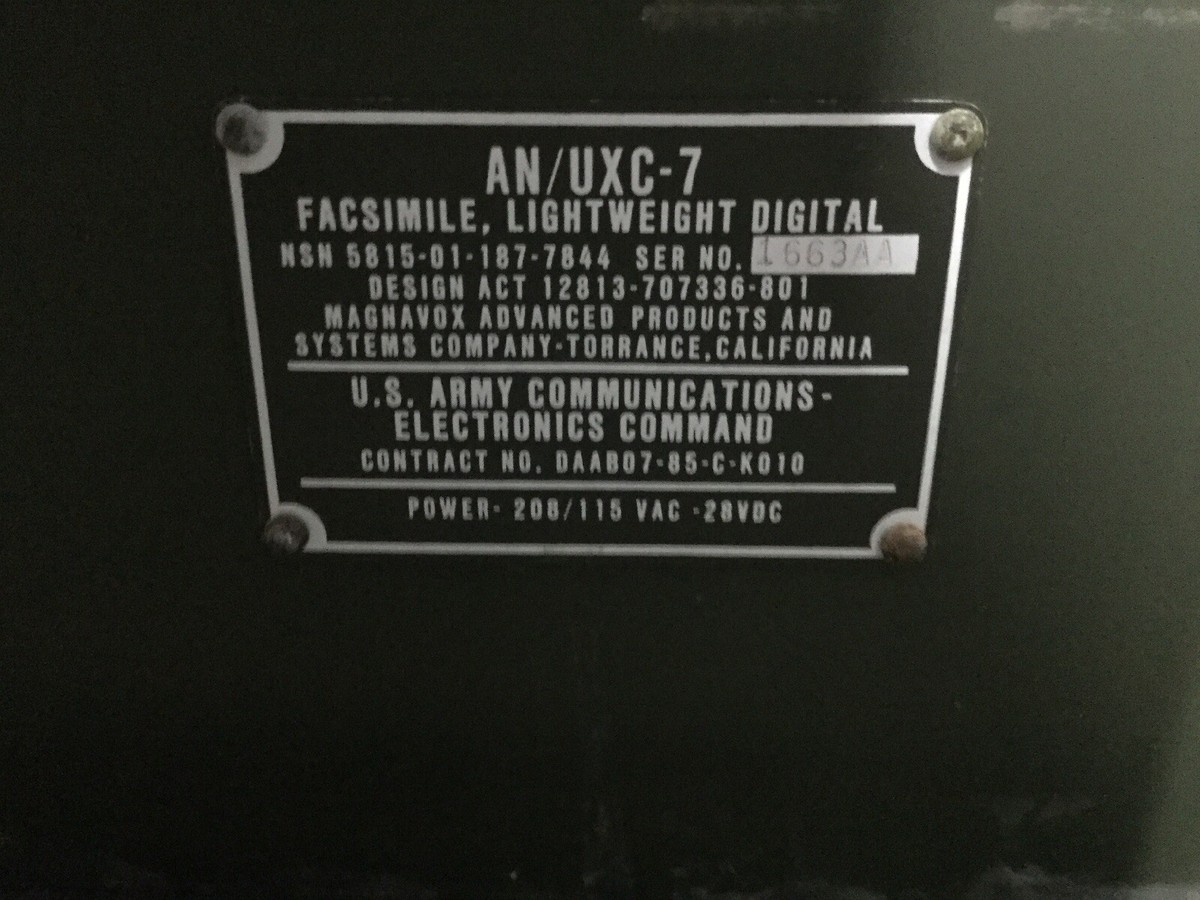 AN/UXC-7
FACSIMILE, LIGHTWEIGHT DIGITAL
NSN 5815-01-187-7844 SER NO. 1663AA
DESIGN ACT 12813-707336-801
MAGNAVOX ADVANCED PRODUCTS AND
SYSTEMS COMPANY-TORRANCE, CALIFORNIA
U.S. ARMY COMMUNICATIONS-
ELECTRONICS COMMAND
CONTRACT NO. DAAB07-85-C-K010
POWER- 208/115 VAC -28VDC